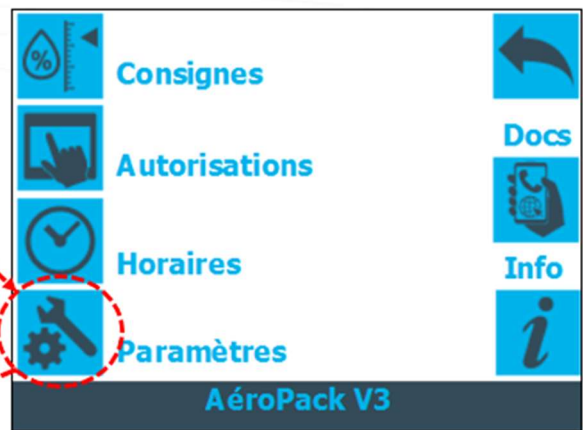 %
Consignes
Docs
Autorisations
Horaires
Info
Paramètres
i
AéroPack V3